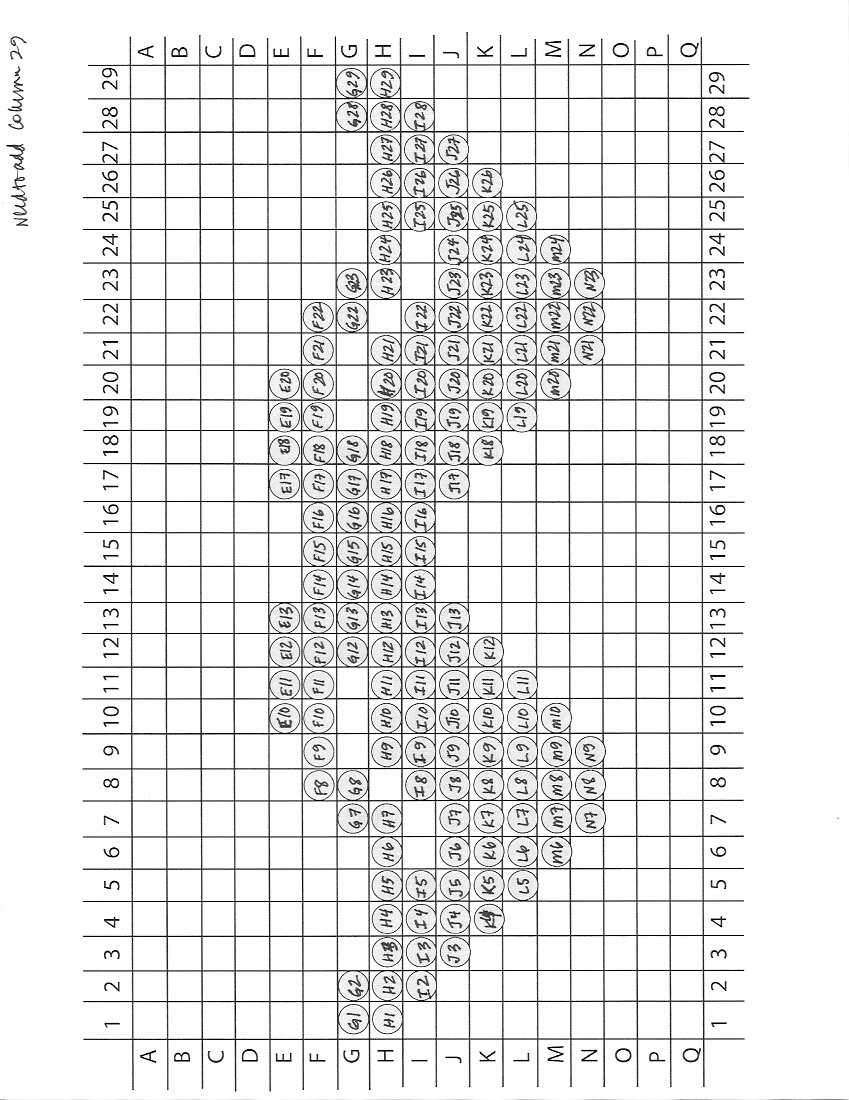 Need to add column 29
1 2 3 4 5 6 7 8 9 10 11 12 13 14 15 16 17 18 19 20 21 22 23 24 25 26 27 28 29
A A
B B
C C
D D
E E10 E11 E12 E13 E17 E18 E19 E20 E
F F8 F9 F10 F11 F12 F13 F14 F15 F16 F17 F18 F19 F20 F21 F22 F
G G1 G2 G7 G8 G12 G13 G14 G15 G16 G17 G18 G22 G23 G28 G29 G
H H1 H2 H3 H4 H5 H6 H7 H9 H10 H11 H12 H13 H14 H15 H16 H17 H18 H19 H20 H21 H23 H24 H25 H26 H27 H28 H29 H
I I2 I3 I4 I5 I8 I9 I10 I11 I12 I13 I14 I15 I16 I17 I18 I19 I20 I21 I22 I25 I26 I27 I28 I
J J3 J4 J5 J6 J7 J8 J9 J10 J11 J12 J13 J17 J18 J19 J20 J21 J22 J23 J24 J25 J26 J27 J
K K4 K5 K6 K7 K8 K9 K10 K11 K12 K18 K19 K20 K21 K22 K23 K24 K25 K26 K
L L5 L6 L7 L8 L9 L10 L11 L19 L20 L21 L22 L23 L24 L25 L
M m6 m7 m8 m9 m10 m20 m21 m22 m23 m24 M
N N7 N8 N9 N21 N22 N23 N
O O
P P
Q Q
1 2 3 4 5 6 7 8 9 10 11 12 13 14 15 16 17 18 19 20 21 22 23 24 25 26 27 28 29